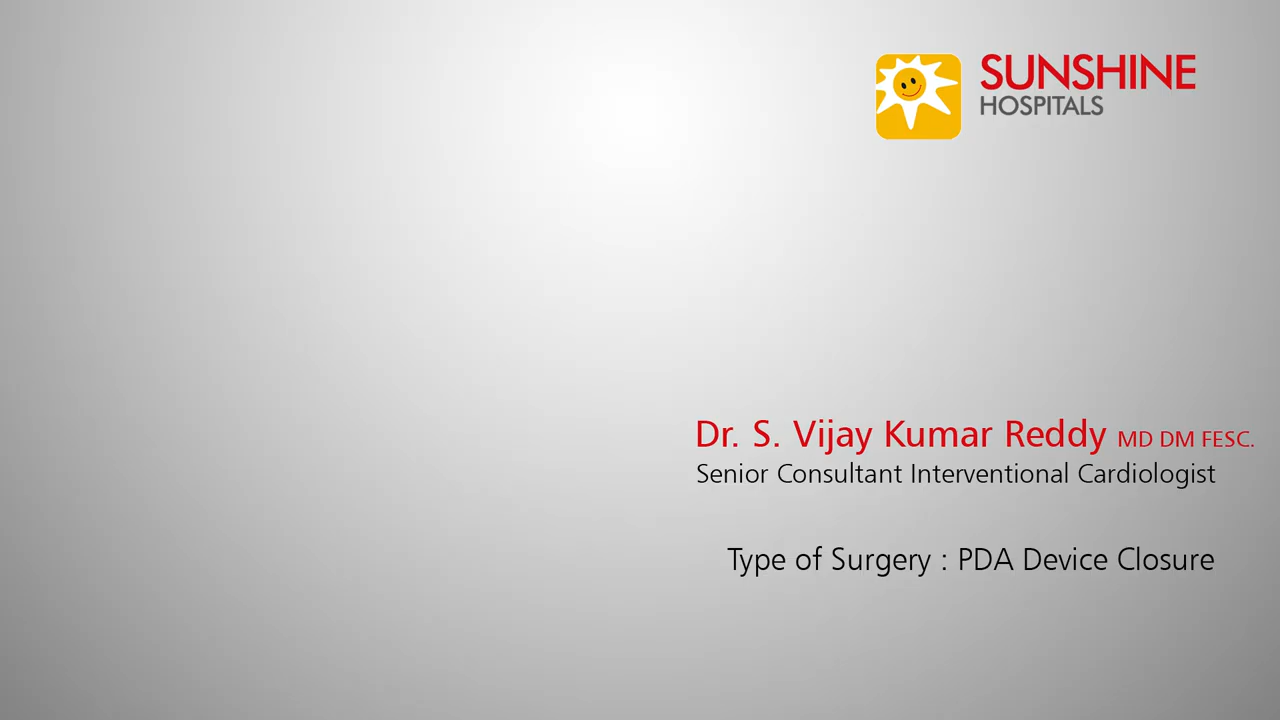 SUNSHINE
HOSPITALS
Dr. S. Vijay Kumar Reddy MD DM FESC.
Senior Consultant Interventional Cardiologist
Type of Surgery : PDA Device Closure